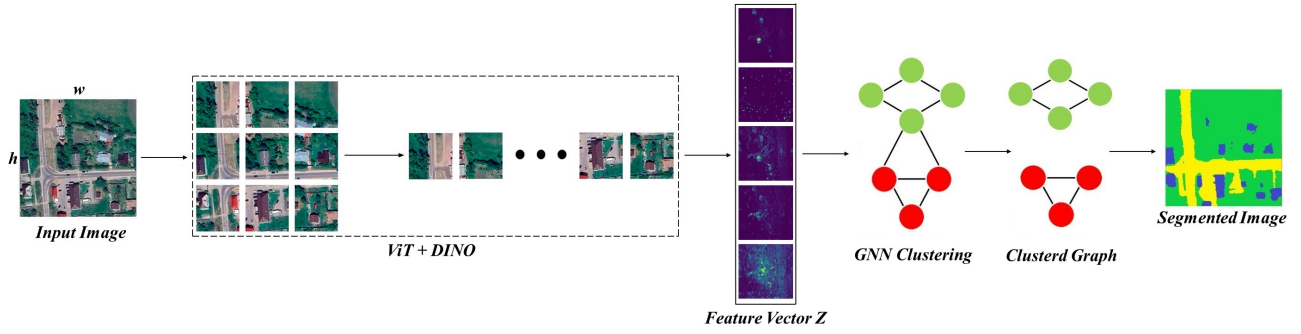 w
h
Input Image
ViT + DINO
Feature Vector Z
GNN Clustering
Clusterd Graph
Segmented Image